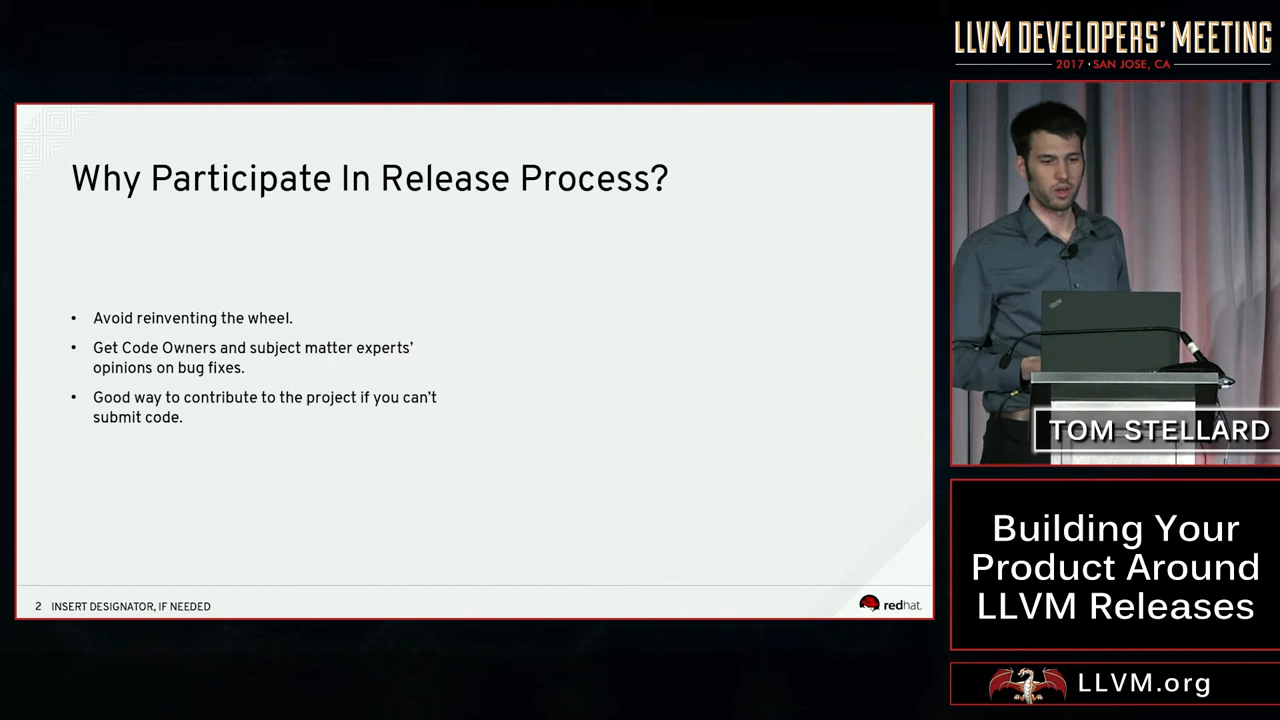 LLVM DEVELOPERS' MEETING
2017 · SAN JOSE, CA
Why Participate In Release Process?
• Avoid reinventing the wheel.
• Get Code Owners and subject matter experts'
opinions on bug fixes.
• Good way to contribute to the project if you can't
submit code.
2 INSERT DESIGNATOR, IF NEEDED
redhat.
TOM STELLARD
Building Your
Product Around
LLVM Releases
LLVM.org